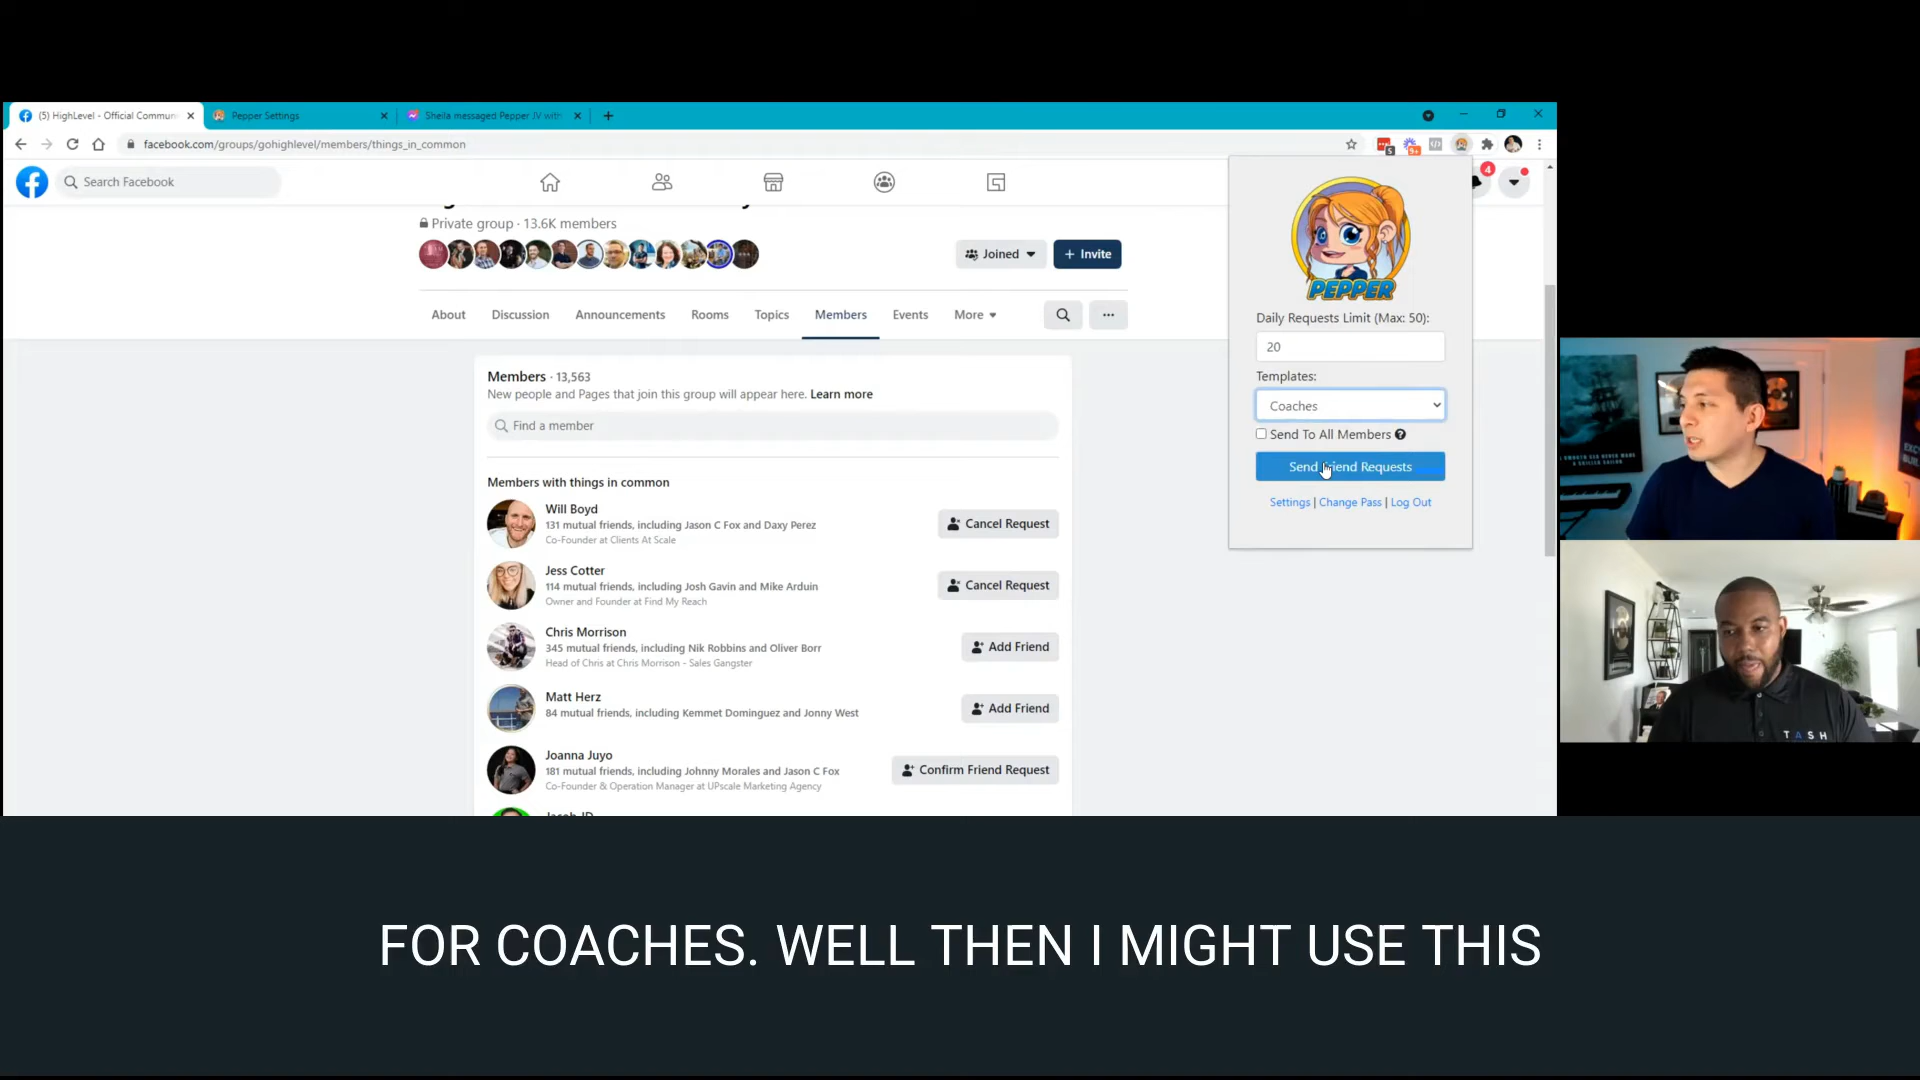 (5) HighLevel - Official Commun
Pepper Settings
Sheila messaged Pepper JV with
facebook.com/groups/gohighlevel/members/things_in_common
5
9+
Search Facebook
4
Private group · 13.6K members
Joined
+ Invite
About
Discussion
Announcements
Rooms
Topics
Members
Events
More
Members · 13,563
New people and Pages that join this group will appear here. Learn more
Find a member
Members with things in common
Will Boyd
131 mutual friends, including Jason C Fox and Daxy Perez
Co-Founder at Clients At Scale
Cancel Request
Jess Cotter
114 mutual friends, including Josh Gavin and Mike Arduin
Owner and Founder at Find My Reach
Cancel Request
Chris Morrison
345 mutual friends, including Nik Robbins and Oliver Borr
Head of Chris at Chris Morrison - Sales Gangster
Add Friend
Matt Herz
84 mutual friends, including Kemmet Dominguez and Jonny West
Add Friend
Joanna Juyo
181 mutual friends, including Johnny Morales and Jason C Fox
Co-Founder & Operation Manager at UPscale Marketing Agency
Confirm Friend Request
PEPPER
Daily Requests Limit (Max: 50):
20
Templates:
Coaches
Send To All Members
Send Friend Requests
Settings | Change Pass | Log Out
TASH
FOR COACHES. WELL THEN I MIGHT USE THIS